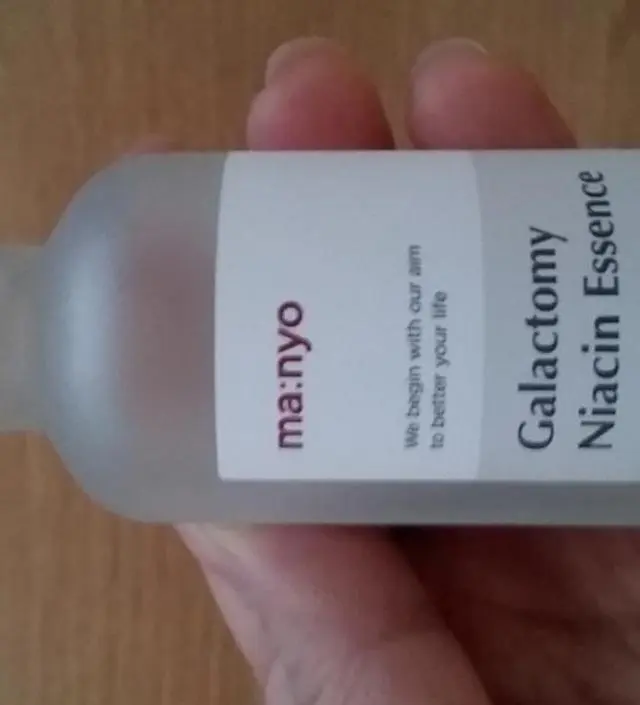 ma:nyo
We begin with our aim
to better your life
Galactomy
Niacin Essence